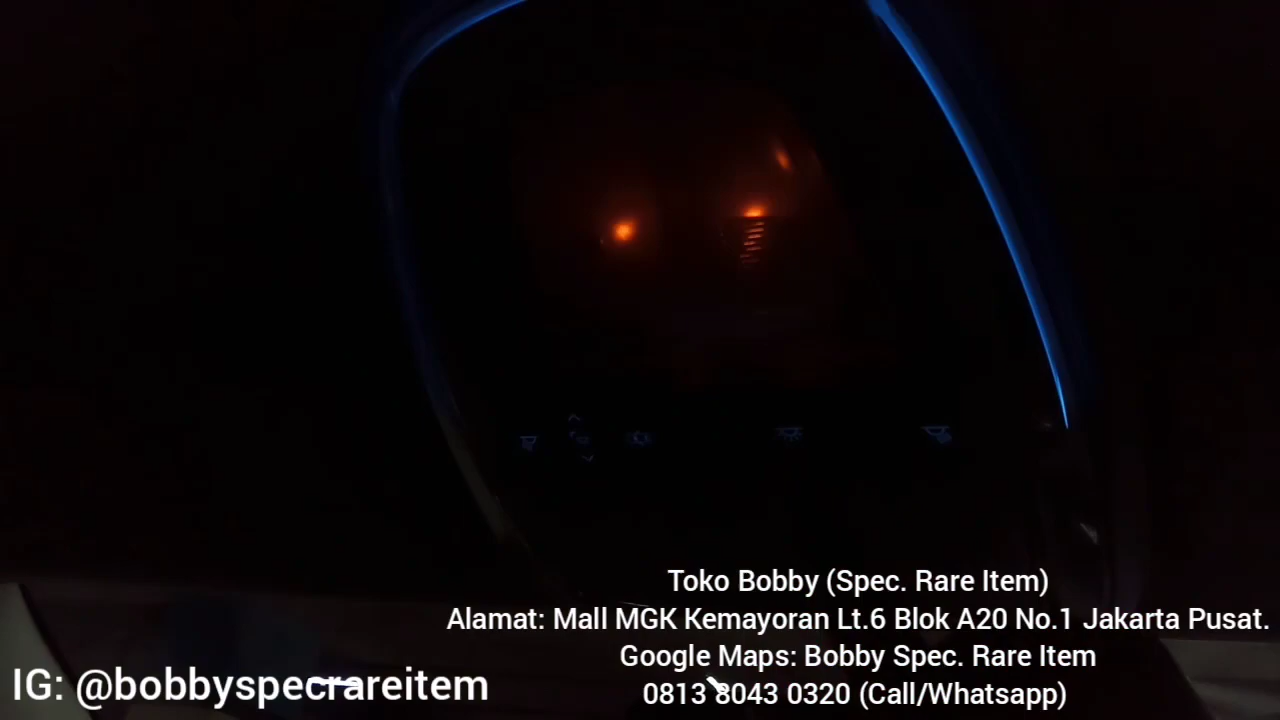 Toko Bobby (Spec. Rare Item)
Alamat: Mall MGK Kemayoran Lt.6 Blok A20 No.1 Jakarta Pusat.
Google Maps: Bobby Spec. Rare Item
0813 8043 0320 (Call/Whatsapp)
IG: @bobbyspecrareitem